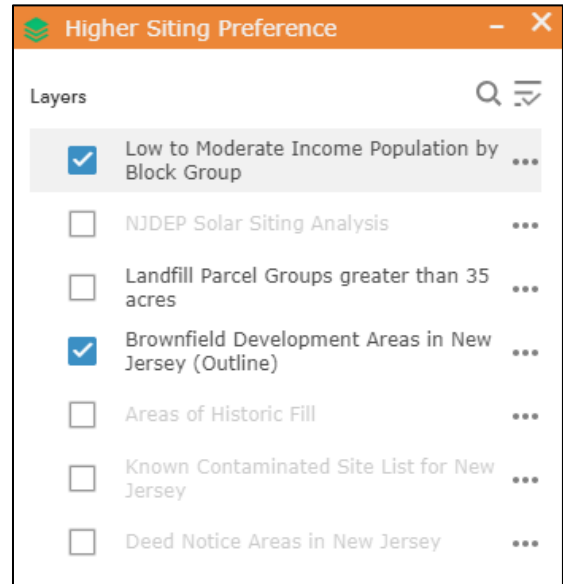 Higher Siting Preference
Layers
Low to Moderate Income Population by
Block Group
NJDEP Solar Siting Analysis
Landfill Parcel Groups greater than 35
acres
Brownfield Development Areas in New
Jersey (Outline)
Areas of Historic Fill
Known Contaminated Site List for New
Jersey
Deed Notice Areas in New Jersey